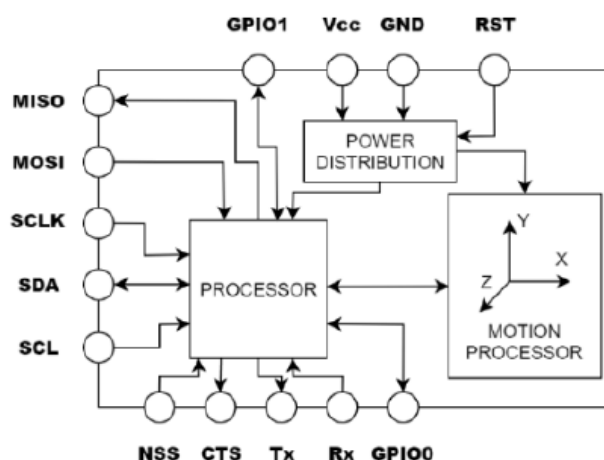 GPIO1 Vcc GND RST
MISO
MOSI
POWER
DISTRIBUTION
SCLK
Y
X
Z
SDA
PROCESSOR
MOTION
PROCESSOR
SCL
NSS CTS Tx Rx GPIO0